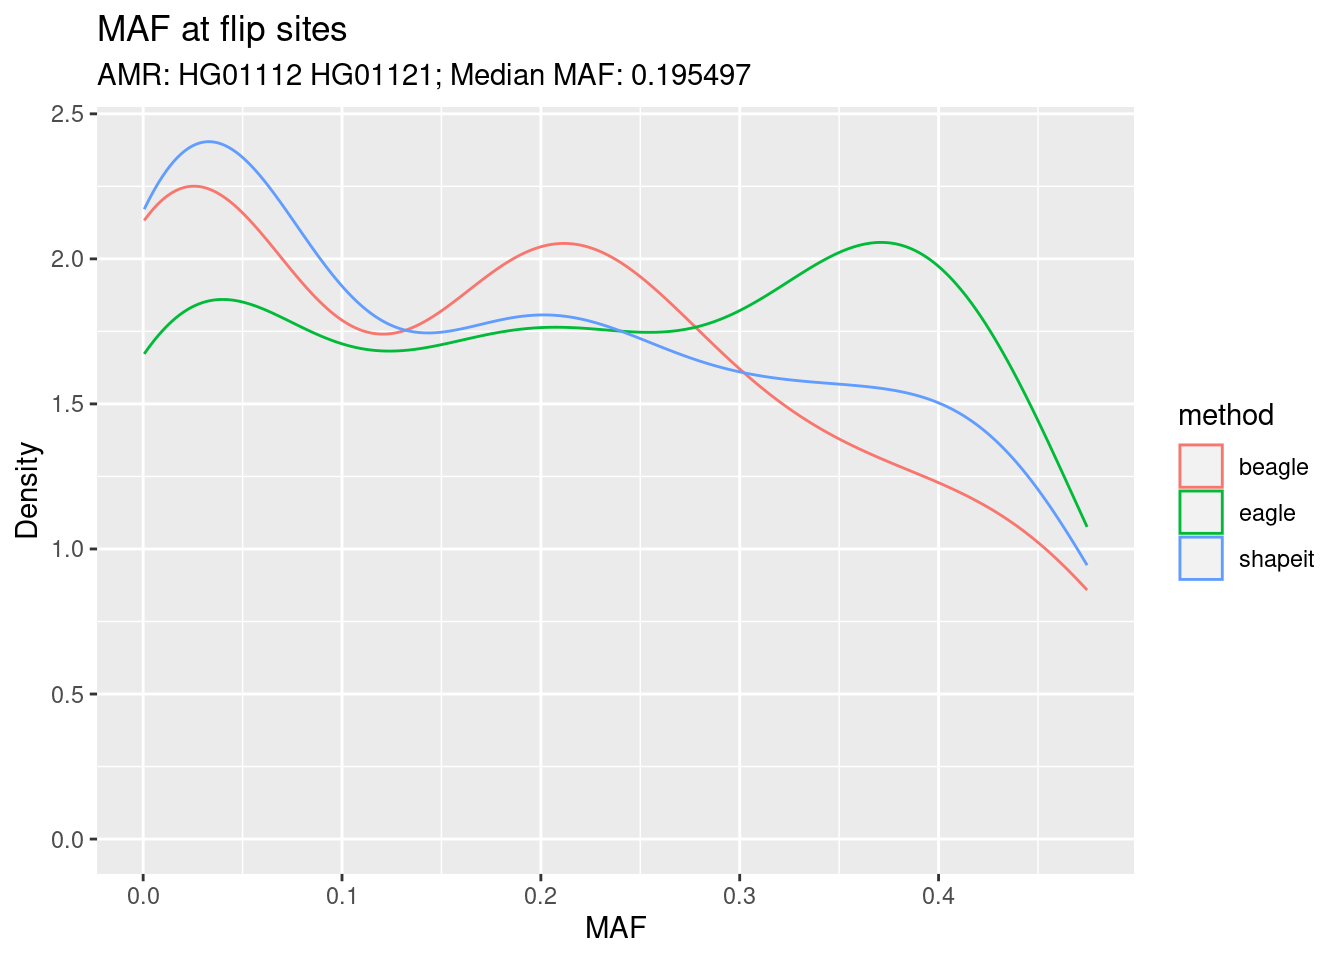 MAF at flip sites
AMR: HG01112 HG01121; Median MAF: 0.195497
2.5
2.0
1.5
1.0
0.5
0.0
Density
0.0 0.1 0.2 0.3 0.4
MAF
method
beagle
eagle
shapeit